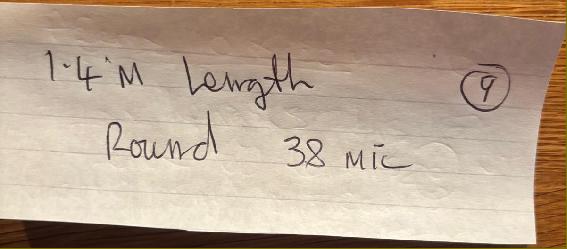 1.4 M Length 9
Round 38 Mic